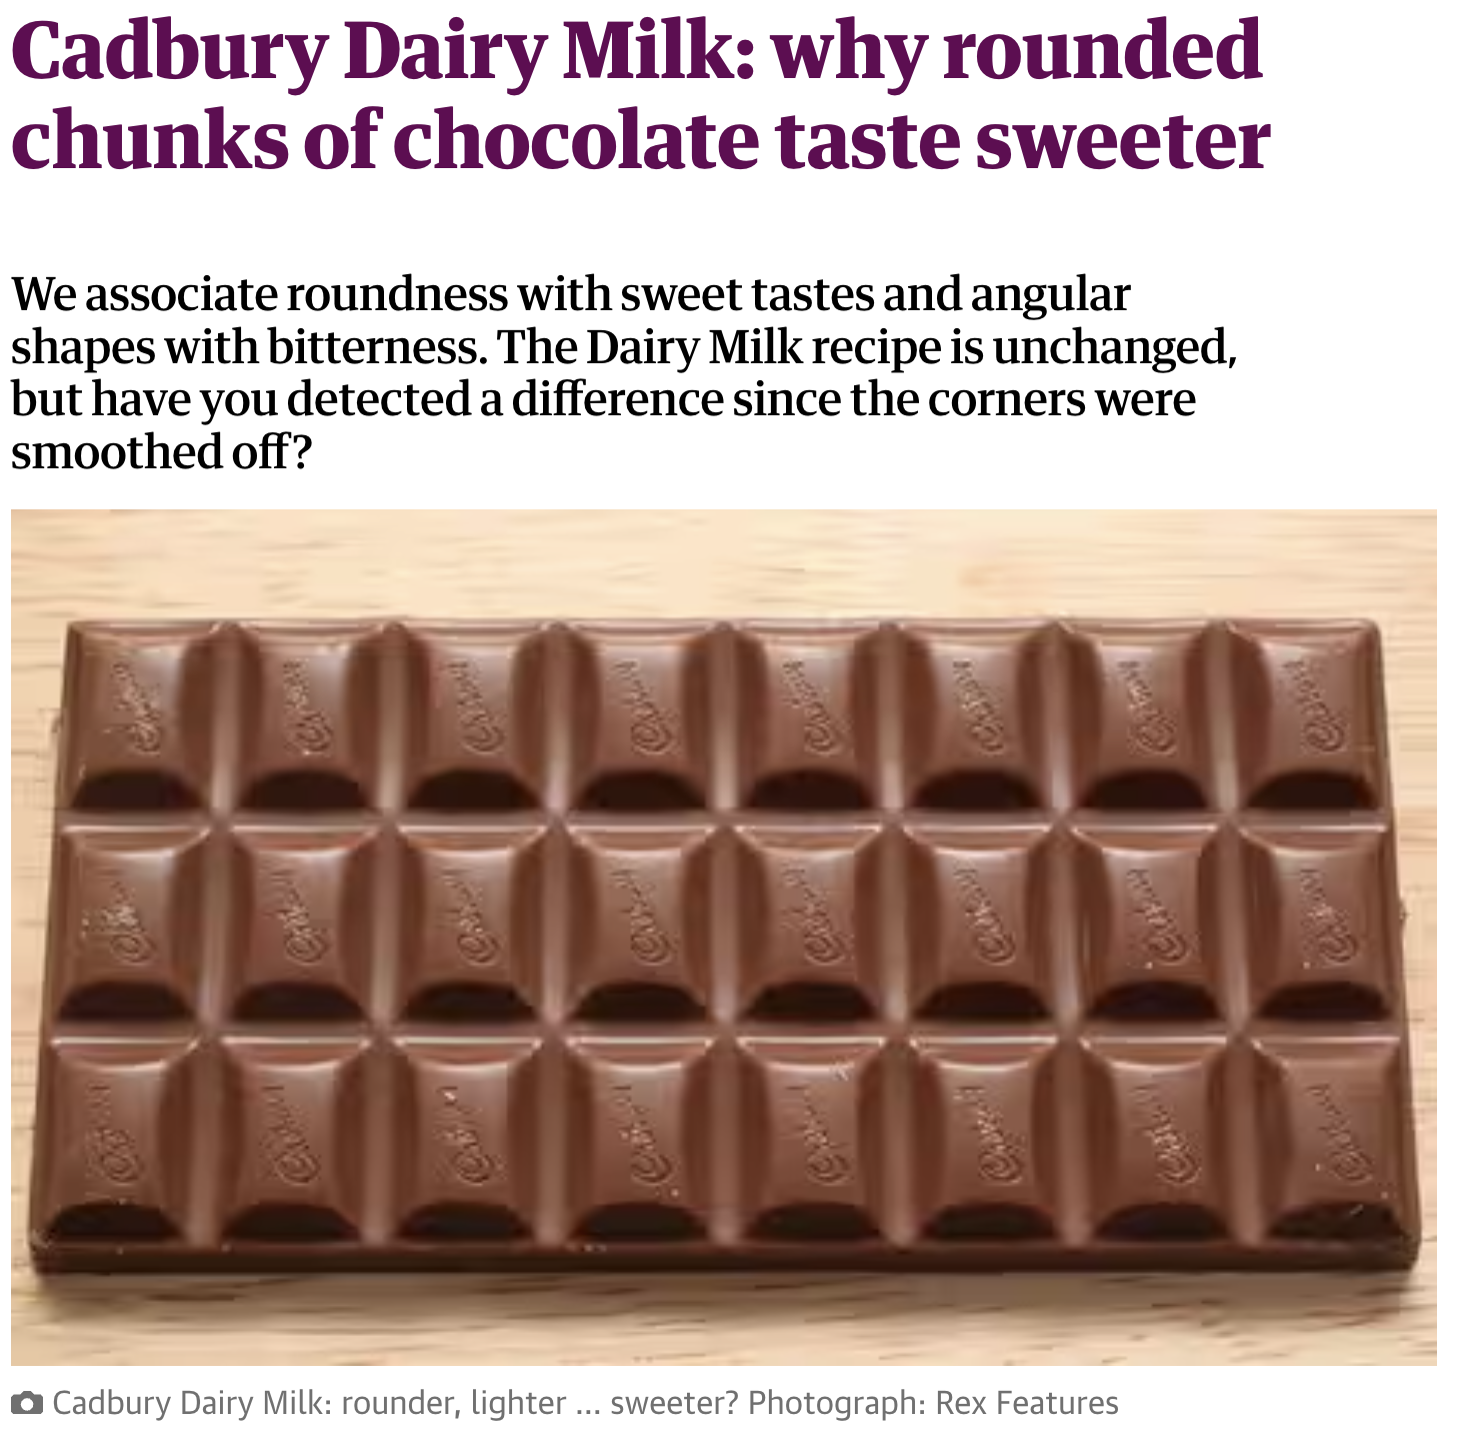 Cadbury Dairy Milk: why rounded
chunks of chocolate taste sweeter
We associate roundness with sweet tastes and angular
shapes with bitterness. The Dairy Milk recipe is unchanged,
but have you detected a difference since the corners were
smoothed off?
Cadbury Dairy Milk: rounder, lighter ... sweeter? Photograph: Rex Features